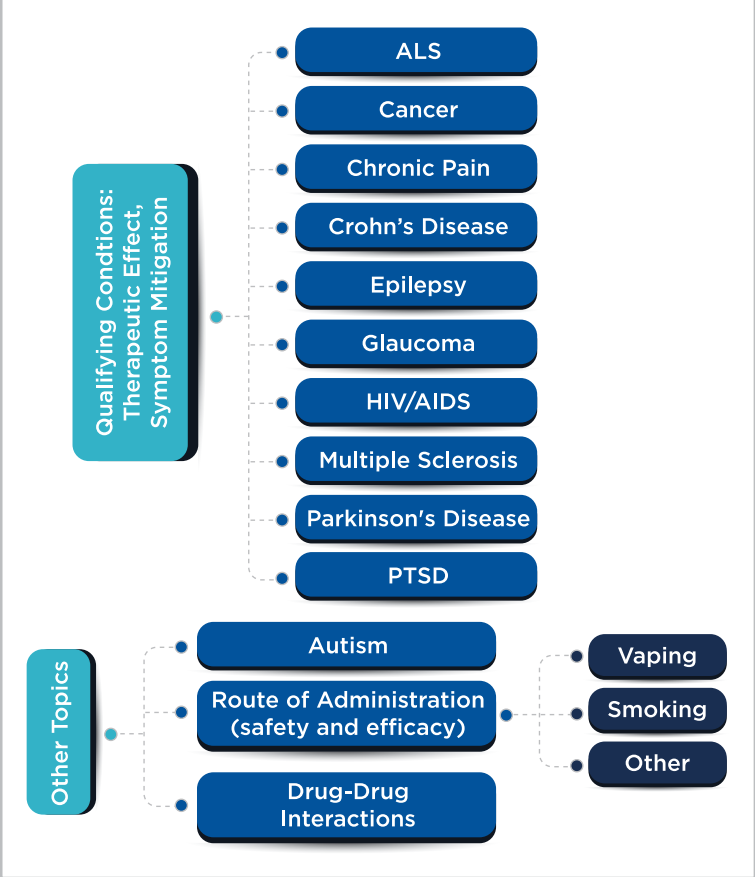 Qualifying Condtions:
Therapeutic Effect,
Symptom Mitigation
ALS
Cancer
Chronic Pain
Crohn’s Disease
Epilepsy
Glaucoma
HIV/AIDS
Multiple Sclerosis
Parkinson's Disease
PTSD
Other Topics
Autism
Route of Administration
(safety and efficacy)
Vaping
Smoking
Other
Drug-Drug
Interactions